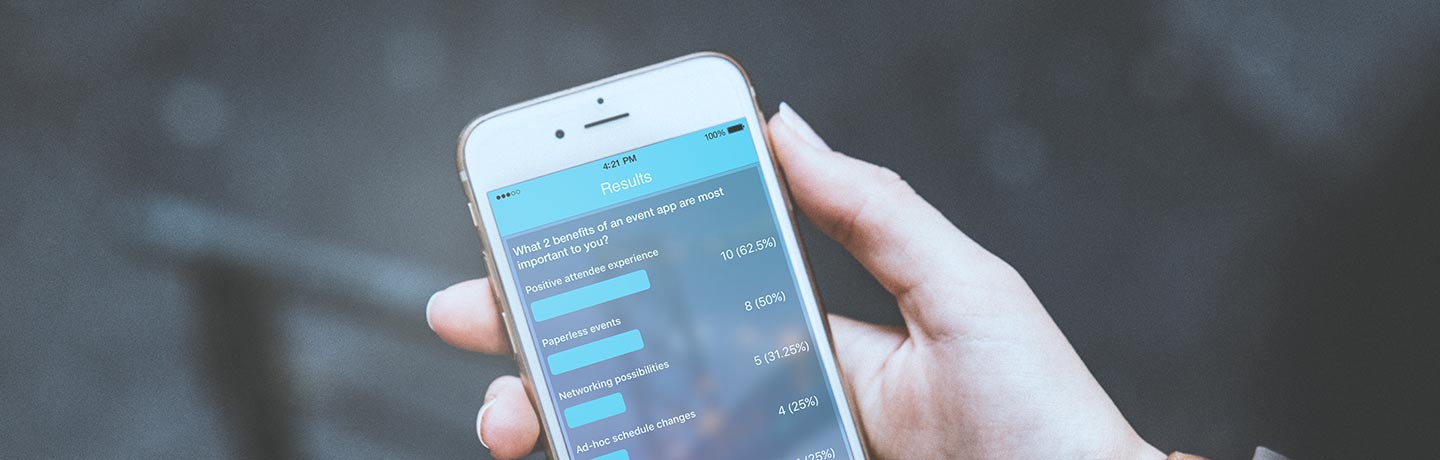 100%
4:21 PM
Results
What 2 benefits of an event app are most
important to you?
Positive attendee experience
10 (62.5%)
Paperless events
8 (50%)
Networking possibilities
5 (31.25%)
Ad-hoc schedule changes
4 (25%)
(25%)